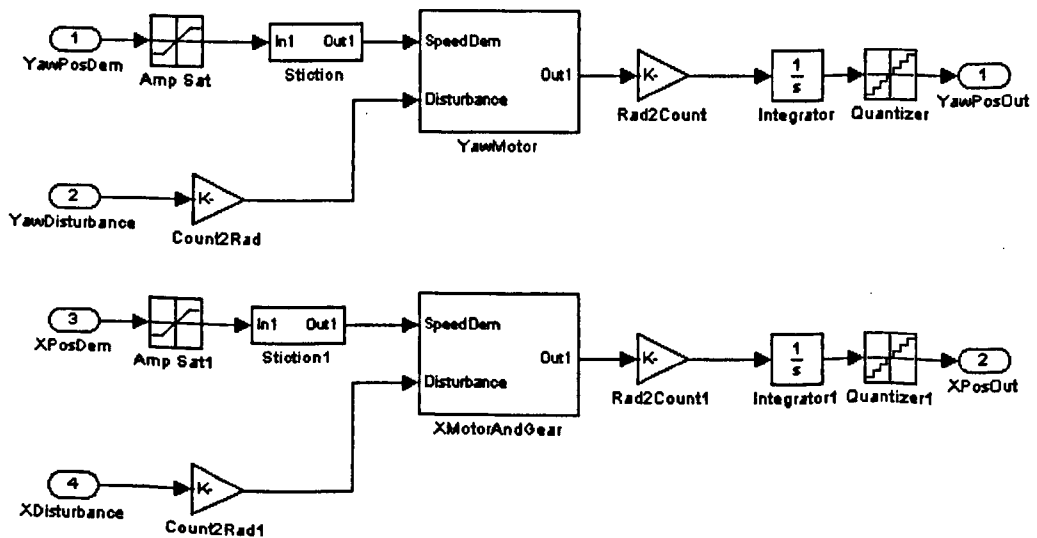 1
YawPosDem
Amp Sat
In1 Out1
Stiction
SpeedDem
Disturbance
Out1
YawMotor
K-
Rad2Count
1
s
Integrator
Quantizer
1
YawPosOut
2
YawDisturbance
K-
Count2Rad
3
XPosDem
Amp Sat1
In1 Out1
Stiction1
SpeedDem
Disturbance
Out1
XMotorAndGear
K-
Rad2Count1
1
s
Integrator1
Quantizer1
2
XPosOut
4
XDisturbance
K-
Count2Rad1